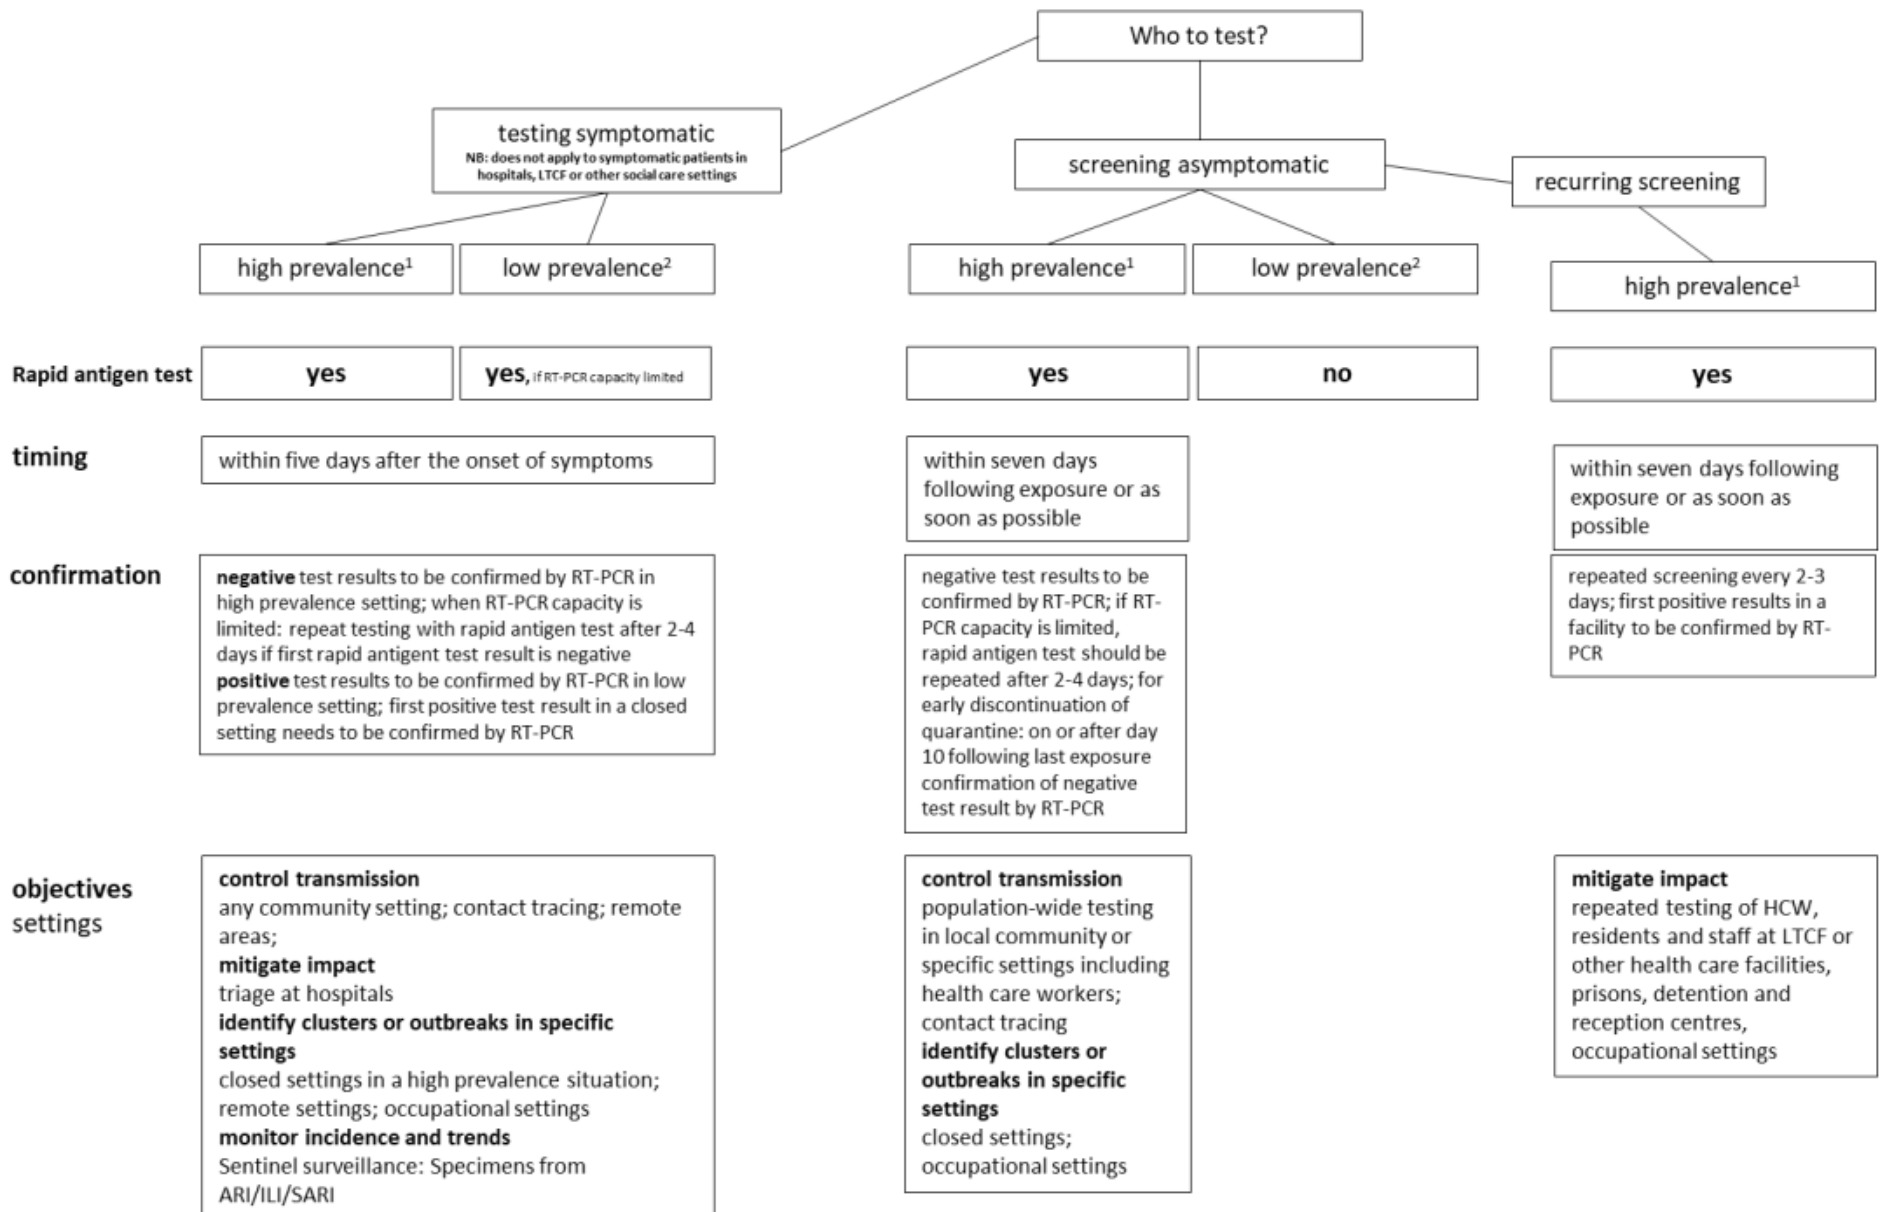 Who to test?
testing symptomatic
NB: does not apply to symptomatic patients in
hospitals, LTCF or other social care settings
screening asymptomatic
recurring screening
high prevalence¹
low prevalence²
high prevalence¹
low prevalence²
high prevalence¹
Rapid antigen test
yes
yes, if RT-PCR capacity limited
yes
no
yes
timing
within five days after the onset of symptoms
within seven days
following exposure or as
soon as possible
within seven days following
exposure or as soon as
possible
confirmation
negative test results to be confirmed by RT-PCR in
high prevalence setting; when RT-PCR capacity is
limited: repeat testing with rapid antigen test after 2-4
days if first rapid antigent test result is negative
positive test results to be confirmed by RT-PCR in low
prevalence setting; first positive test result in a closed
setting needs to be confirmed by RT-PCR
negative test results to be
confirmed by RT-PCR; if RT-
PCR capacity is limited,
rapid antigen test should be
repeated after 2-4 days; for
early discontinuation of
quarantine: on or after day
10 following last exposure
confirmation of negative
test result by RT-PCR
repeated screening every 2-3
days; first positive results in a
facility to be confirmed by RT-
PCR
objectives
settings
control transmission
any community setting; contact tracing; remote
areas;
mitigate impact
triage at hospitals
identify clusters or outbreaks in specific
settings
closed settings in a high prevalence situation;
remote settings; occupational settings
monitor incidence and trends
Sentinel surveillance: Specimens from
ARI/ILI/SARI
control transmission
population-wide testing
in local community or
specific settings including
health care workers;
contact tracing
identify clusters or
outbreaks in specific
settings
closed settings;
occupational settings
mitigate impact
repeated testing of HCW,
residents and staff at LTCF or
other health care facilities,
prisons, detention and
reception centres,
occupational settings